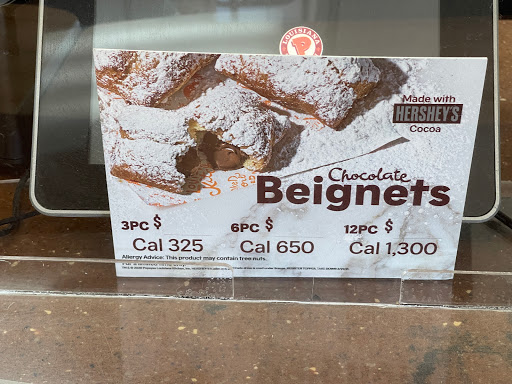 LOUISIANA
Made with
HERSHEY'S
Cocoa
Chocolate
Beignets
3PC $ 6PC $ 12PC $
Cal 325 Cal 650 Cal 1,300
Allergy Advice: This product may contain tree nuts.